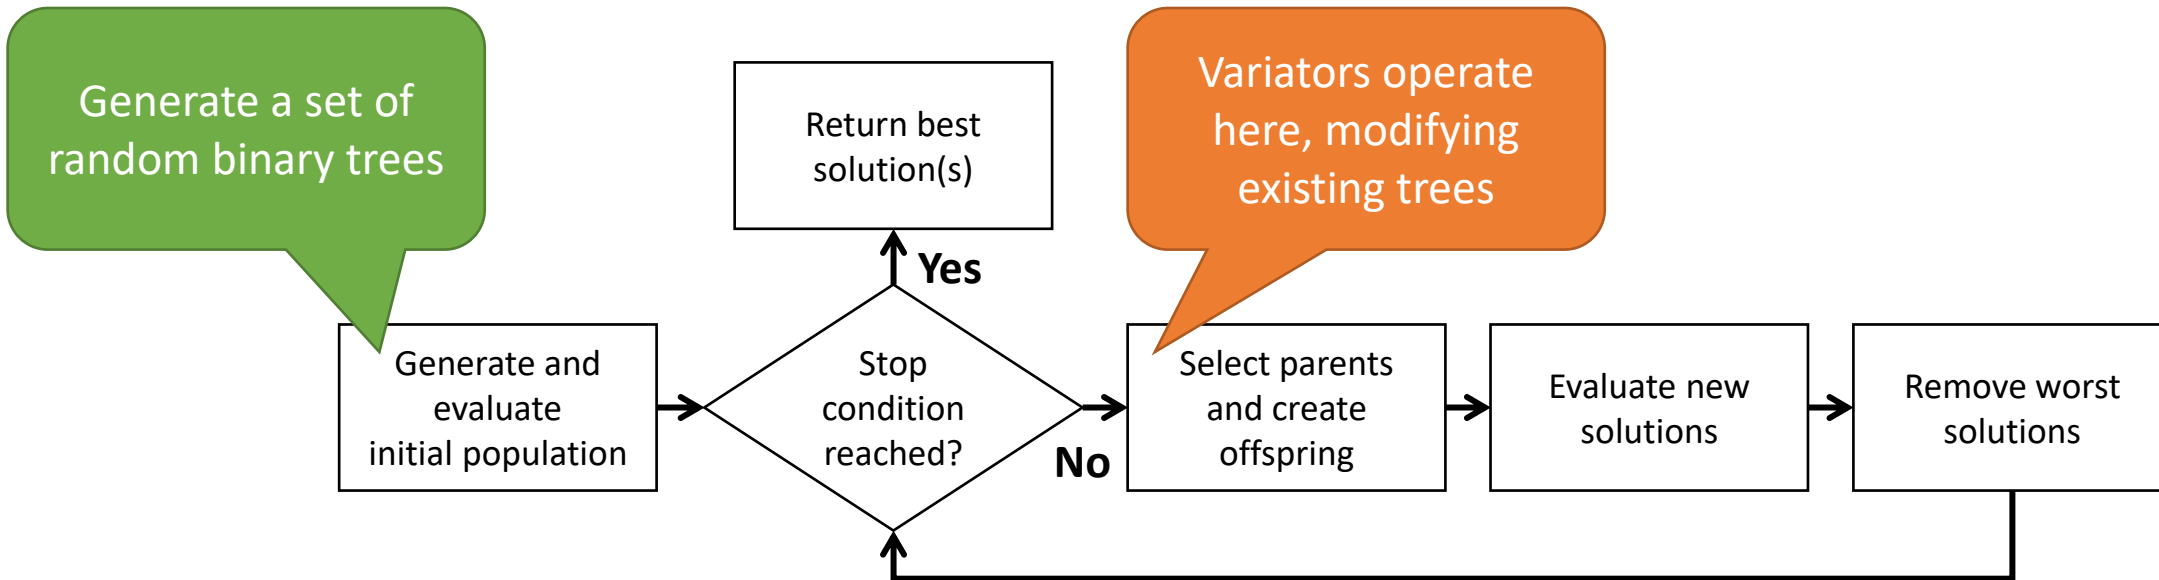 Generate a set of
random binary trees
Return best
solution(s)
Variators operate
here, modifying
existing trees
Yes
Generate and
evaluate
initial population
Stop
condition
reached?
No
Select parents
and create
offspring
Evaluate new
solutions
Remove worst
solutions